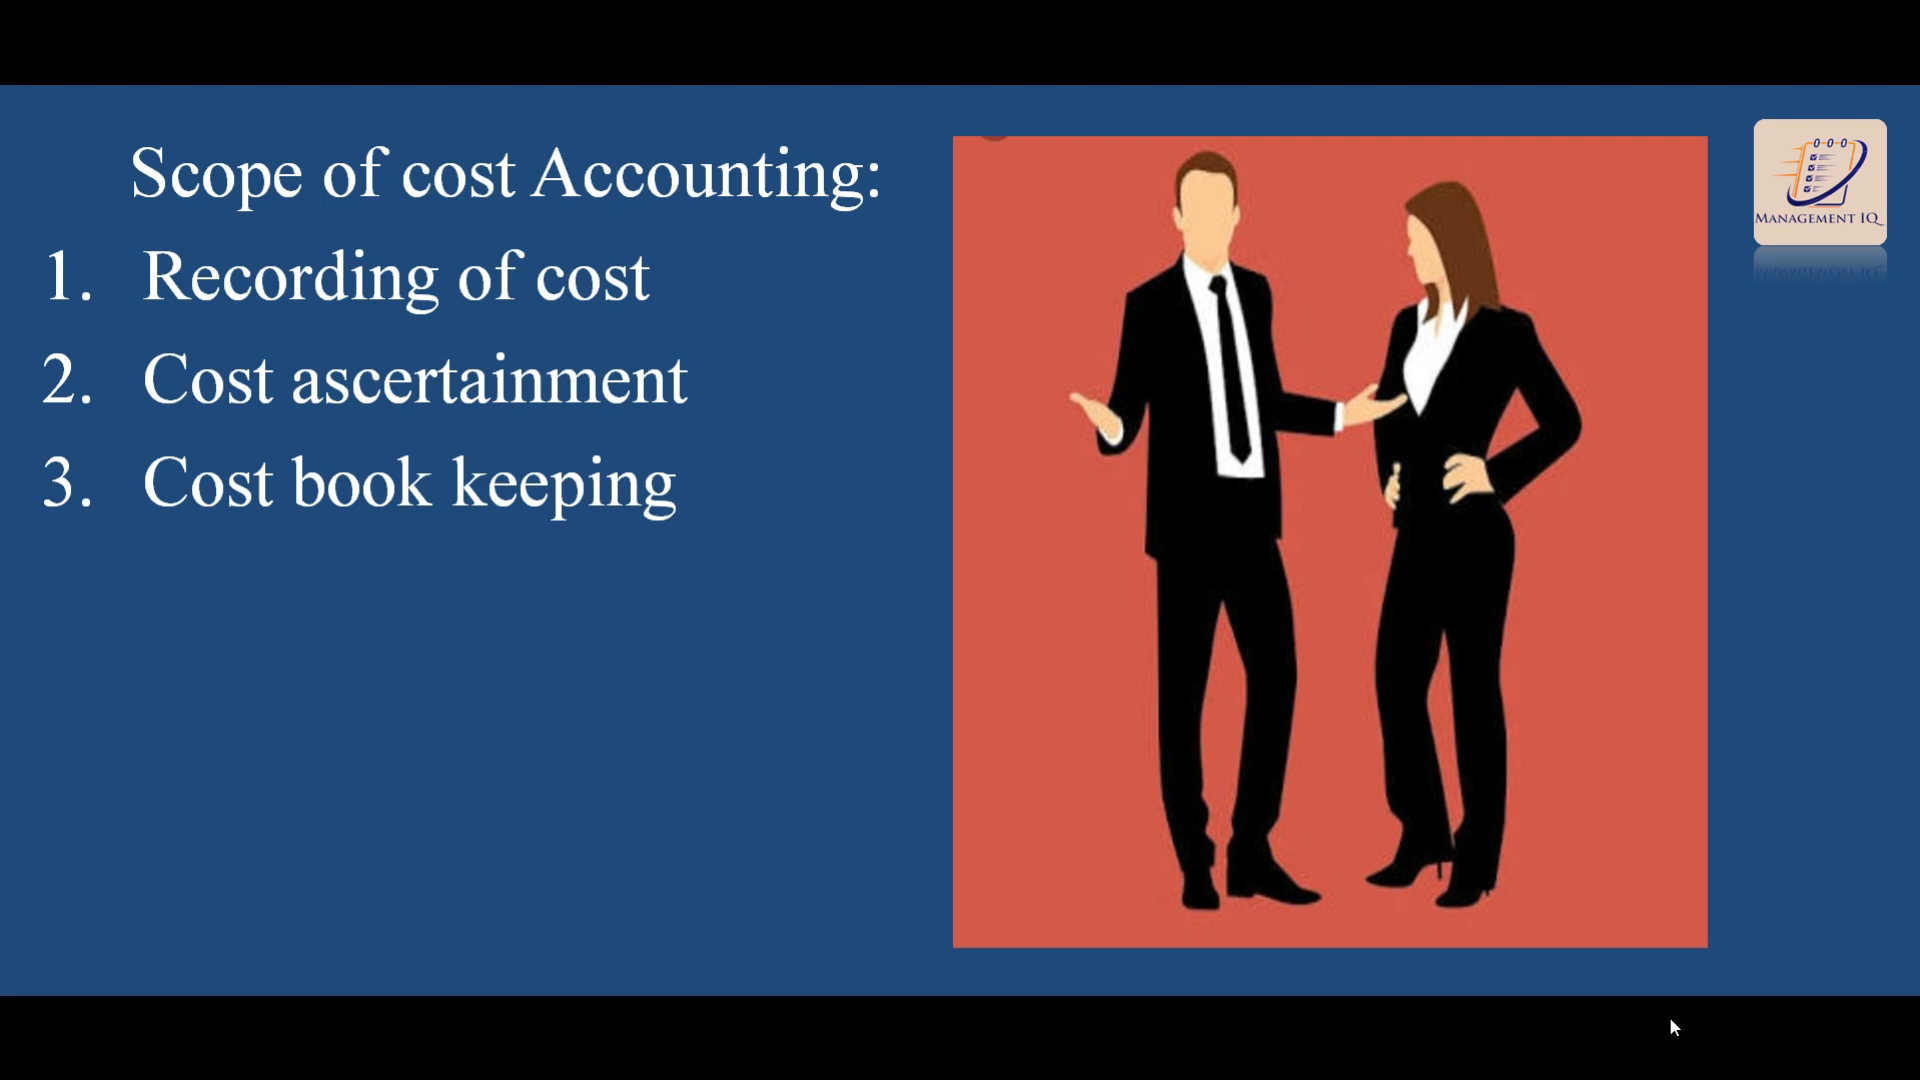 Scope of cost Accounting:
1. Recording of cost
2. Cost ascertainment
3. Cost book keeping
MANAGEMENT IQ